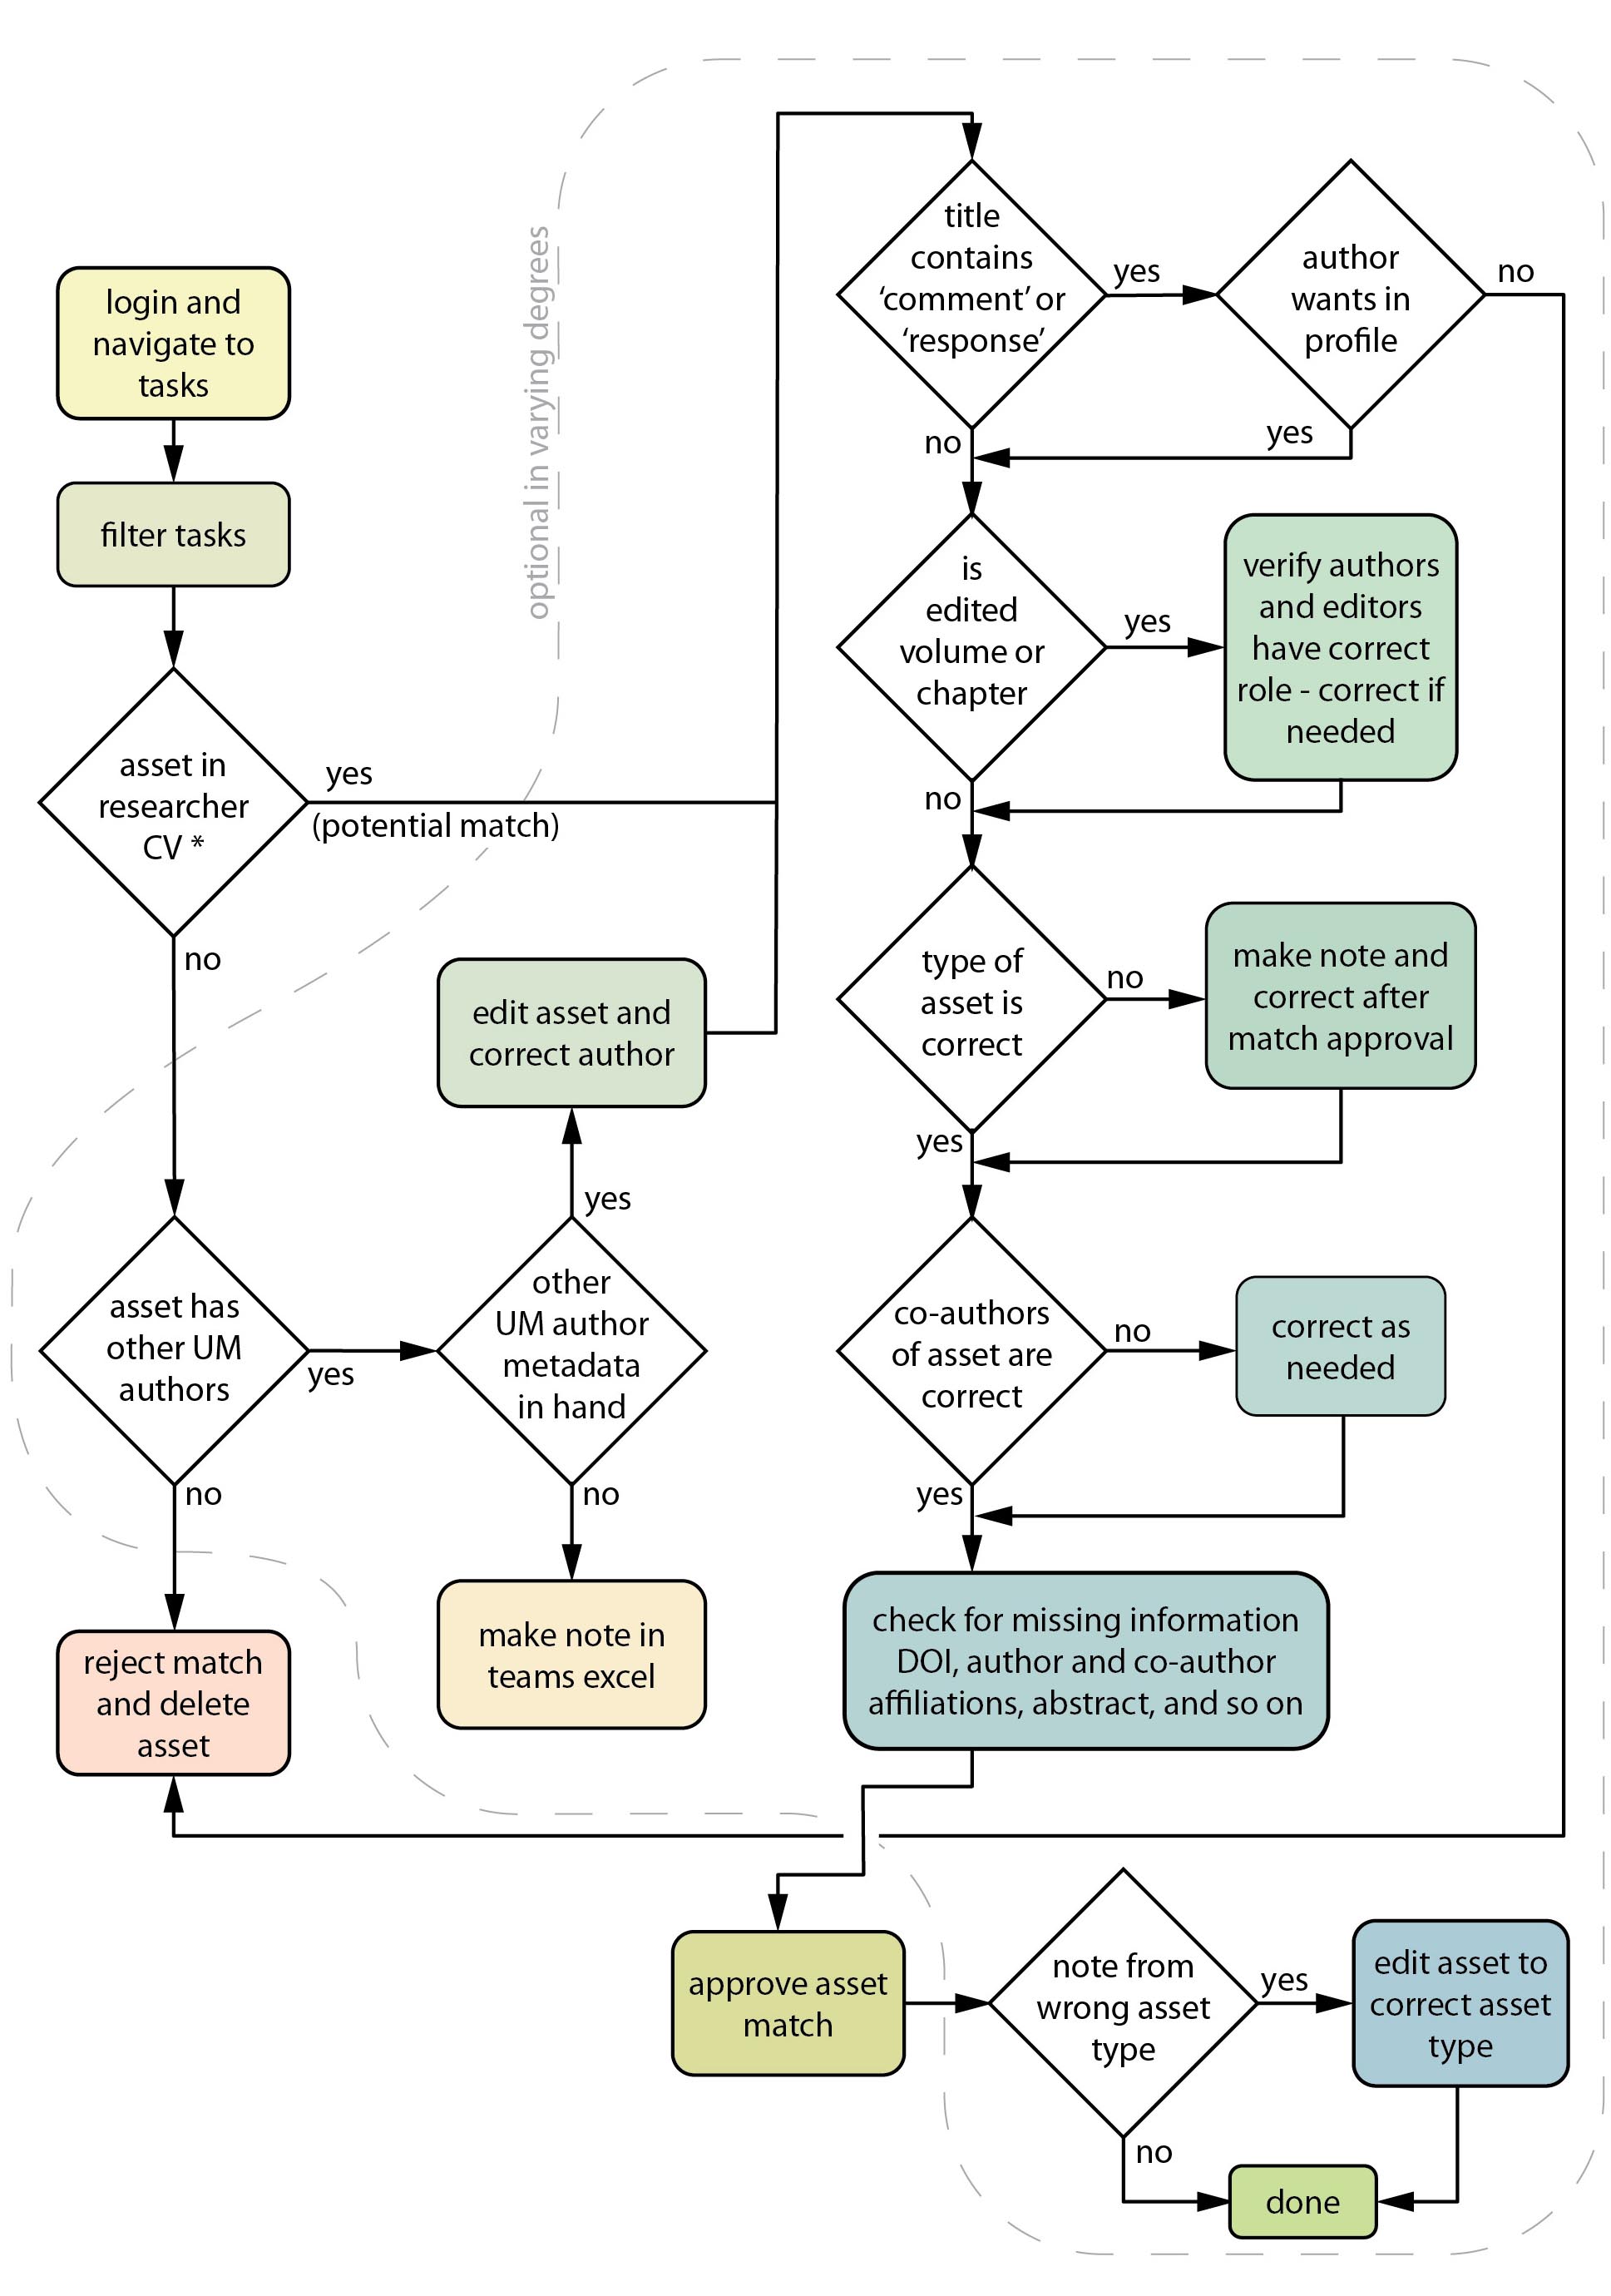 login and
navigate to
tasks
filter tasks
asset in
researcher
CV *
yes
(potential match)
no
asset has
other UM
authors
yes
no
reject match
and delete
asset
other
UM author
metadata
in hand
yes
no
edit asset and
correct author
make note in
teams excel
optional in varying degrees
title
contains
‘comment’ or
‘response’
yes
no
author
wants in
profile
no
yes
is
edited
volume or
chapter
yes
no
verify authors
and editors
have correct
role - correct if
needed
type of
asset is
correct
no
yes
make note and
correct after
match approval
co-authors
of asset are
correct
no
yes
correct as
needed
check for missing information
DOI, author and co-author
affiliations, abstract, and so on
approve asset
match
note from
wrong asset
type
yes
no
edit asset to
correct asset
type
done